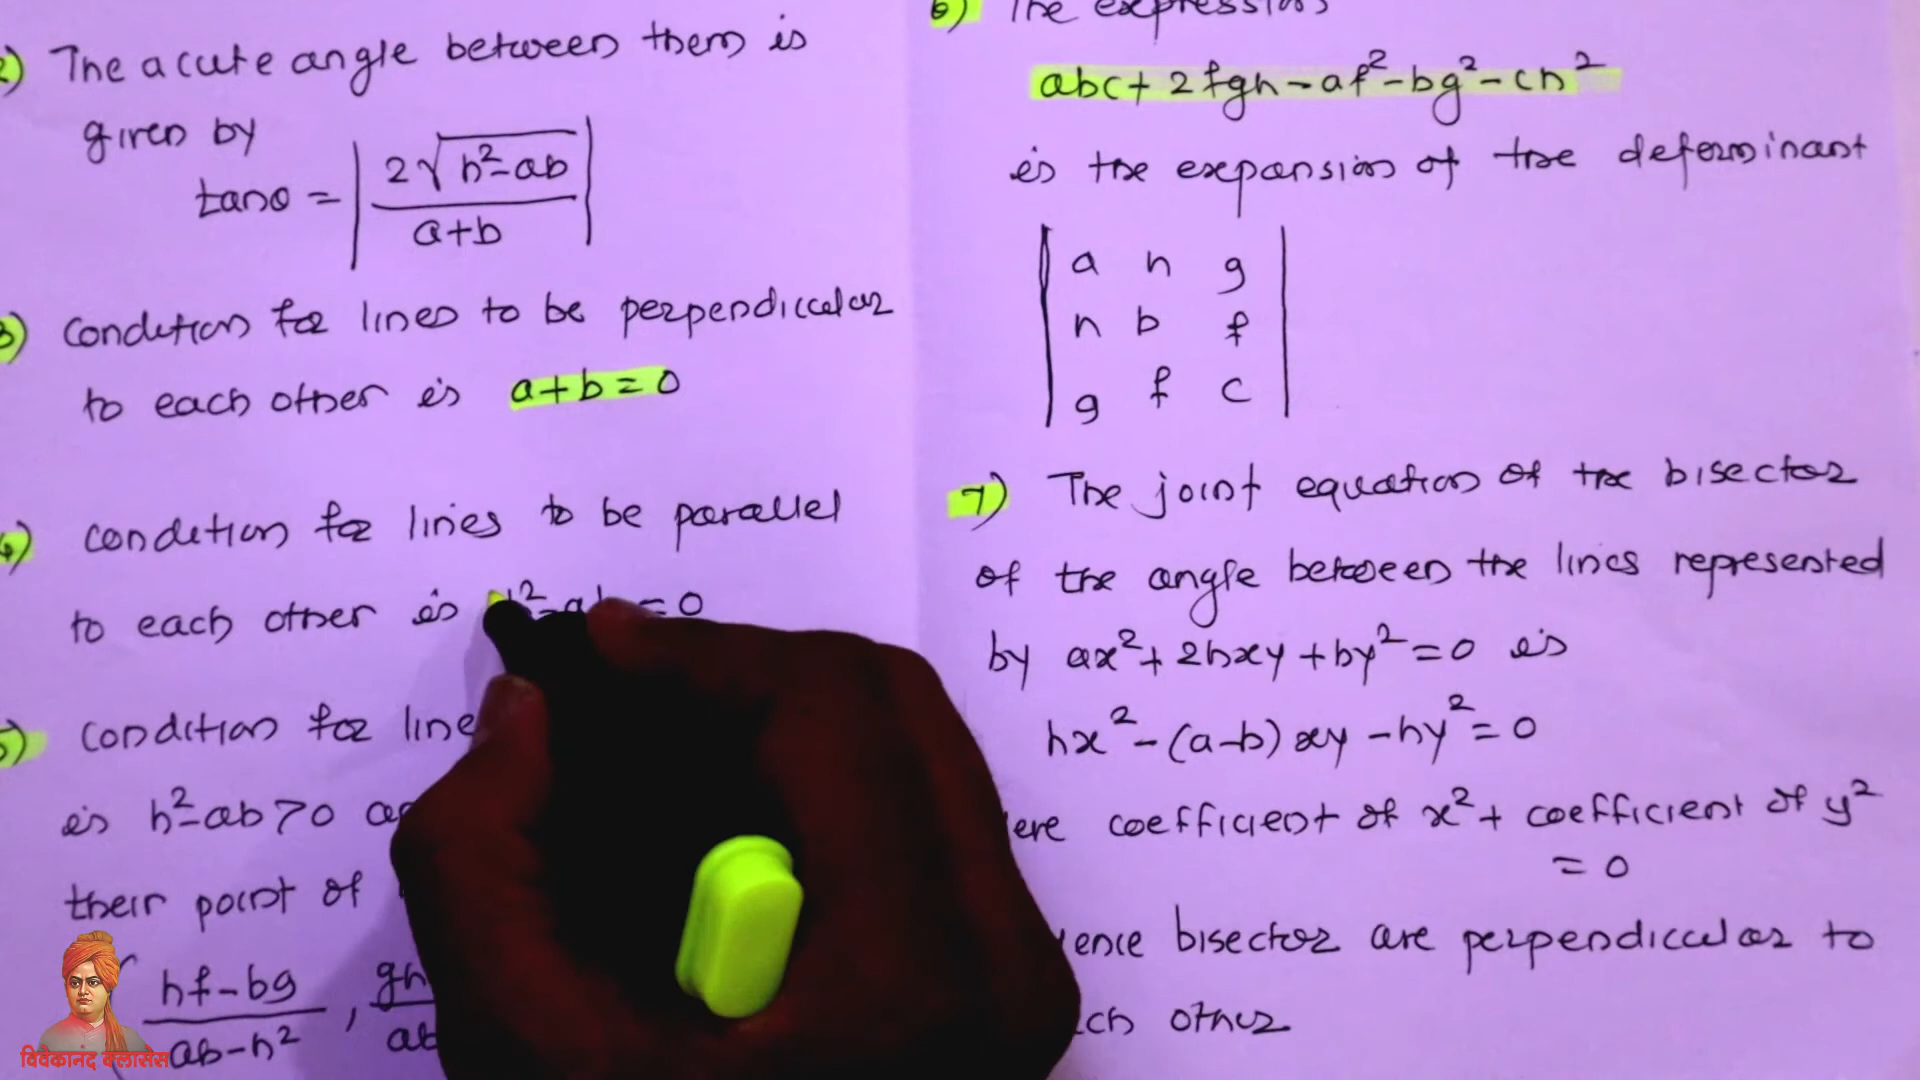 2) The acute angle between them is
given by
tanθ = | 2√h²-ab / a+b |
3) Condition for lines to be perpendicular
to each other is a+b=0
4) Condition for lines to be parallel
to each other is h²-ab=0
5) Condition for line
is h²-ab>0
their point of
hf-bg / ab-h² , gh
6) The expression
abc+2fgh-af²-bg²-ch²
is the expansion of the determinant
| a h g |
| h b f |
| g f c |
7) The joint equation of the bisector
of the angle between the lines represented
by ax²+2hxy+by²=0 is
hx²-(a-b)xy-hy²=0
coefficient of x²+ coefficient of y²
=0
bisector are perpendicular to
other
विवेकानंद क्लासेस